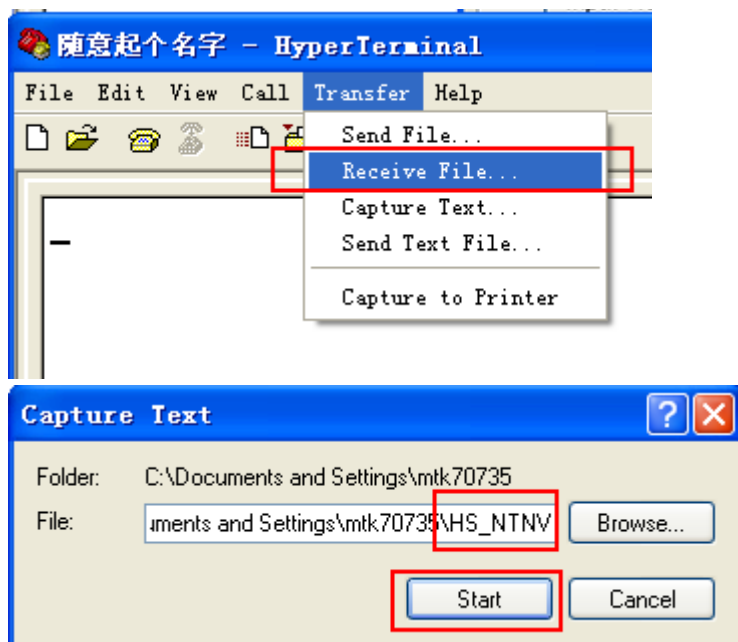 随意起个名字 - HyperTerminal
File Edit View Call Transfer Help
Send File...
Receive File...
Capture Text...
Send Text File...
Capture to Printer
Capture Text
Folder: C:\Documents and Settings\mtk70735
File: uments and Settings\mtk70735\HS_NTNV Browse...
Start Cancel